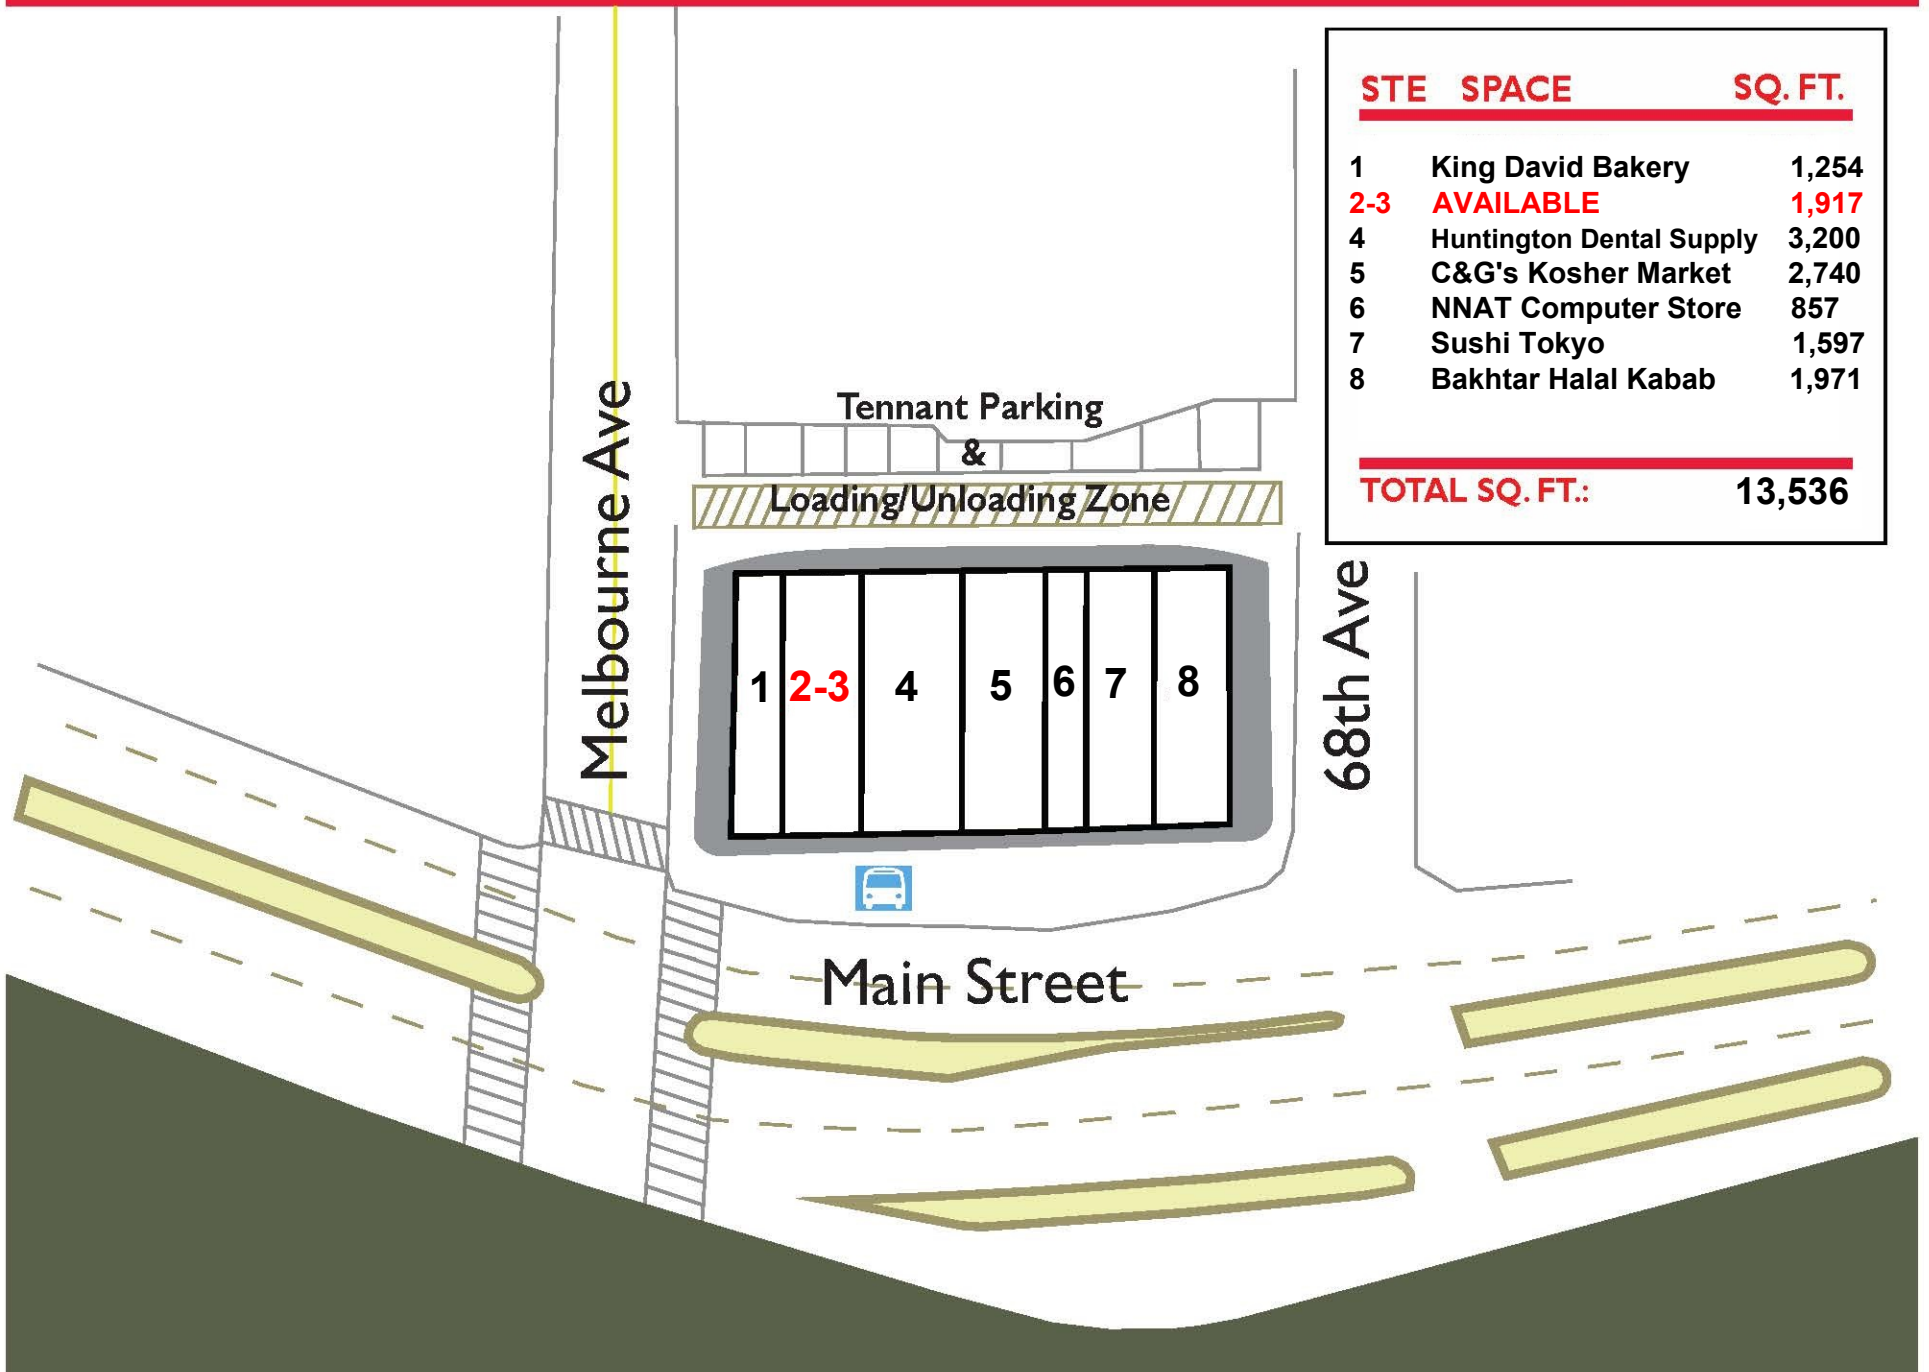 STE SPACE SQ. FT.
1 King David Bakery 1,254
2-3 AVAILABLE 1,917
4 Huntington Dental Supply 3,200
5 C&G's Kosher Market 2,740
6 NNAT Computer Store 857
7 Sushi Tokyo 1,597
8 Bakhtar Halal Kabab 1,971
TOTAL SQ. FT.: 13,536
Tennant Parking
&
Loading/Unloading Zone
Melbourne Ave
68th Ave
1 2-3 4 5 6 7 8
Main Street